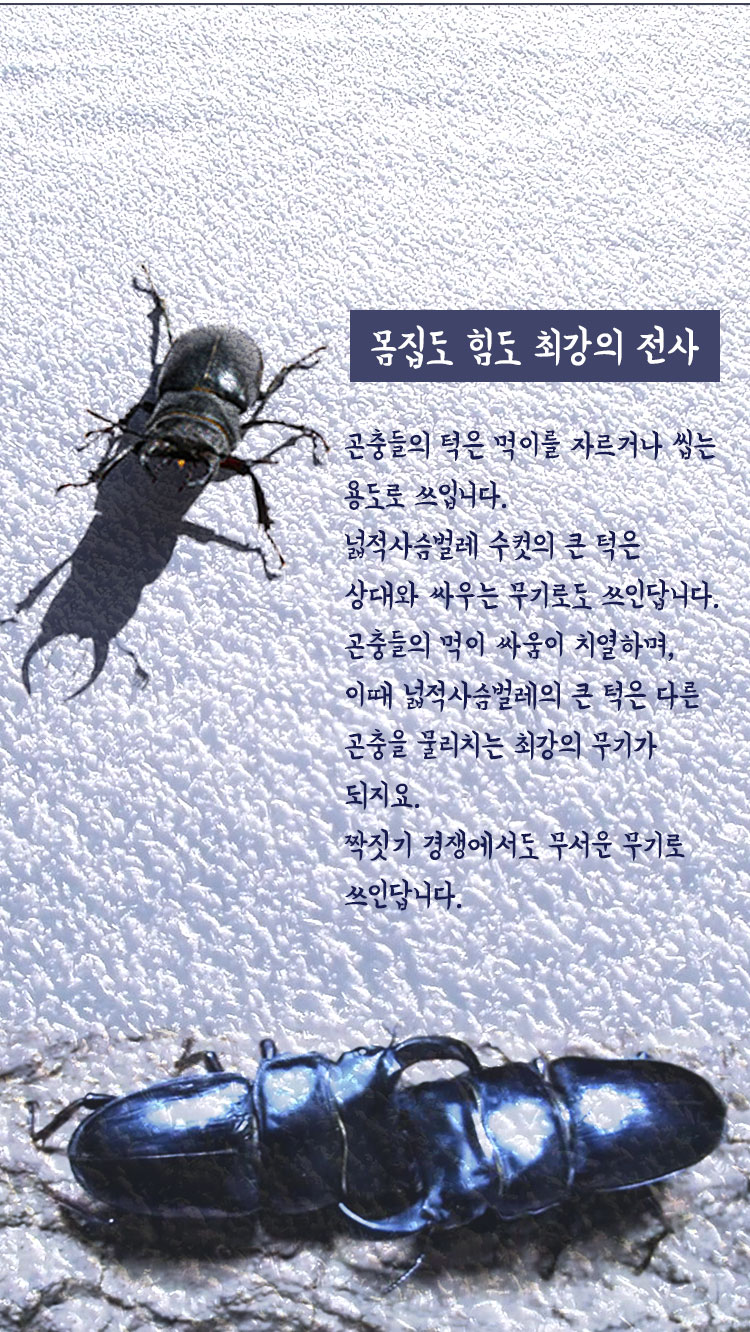 몸집도 힘도 최강의 전사
곤충들의 턱은 먹이를 자르거나 씹는
용도로 쓰입니다.
넓적사슴벌레 수컷의 큰 턱은
상대와 싸우는 무기로도 쓰인답니다.
곤충들의 먹이 싸움이 치열하며,
이때 넓적사슴벌레의 큰 턱은 다른
곤충을 물리치는 최강의 무기가
되지요.
짝짓기 경쟁에서도 무서운 무기로
쓰인답니다.